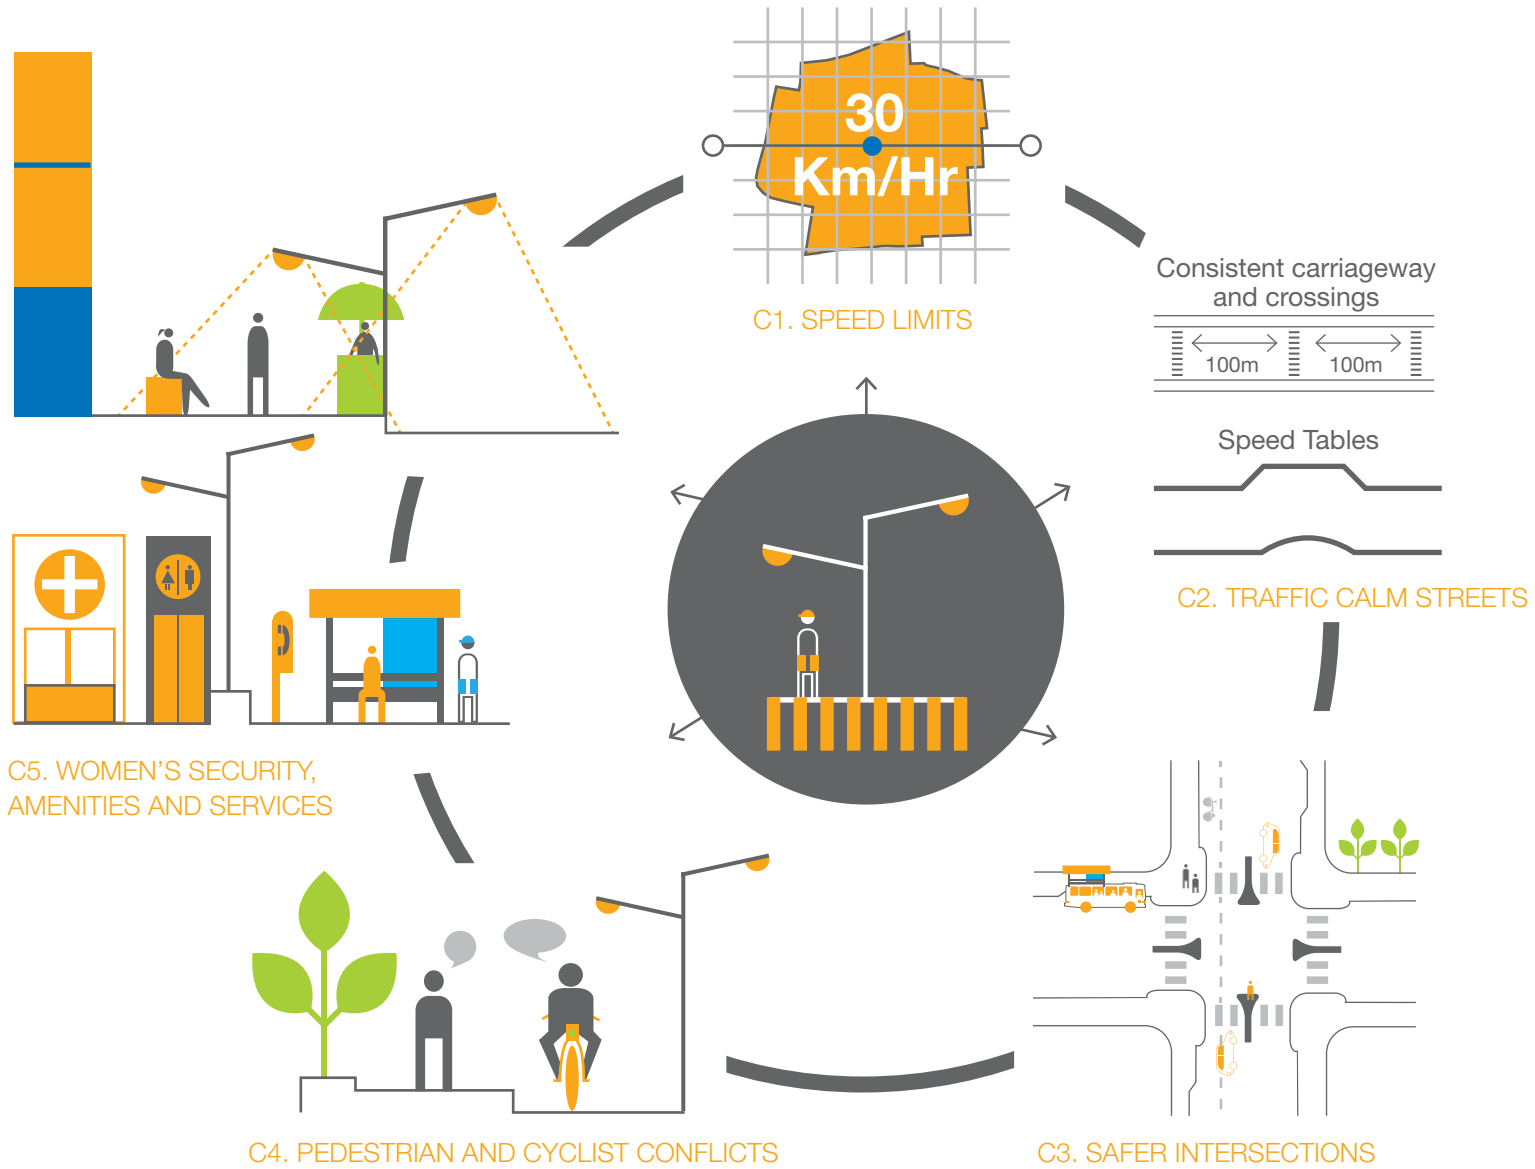 30
Km/Hr
C1. SPEED LIMITS
Consistent carriageway
and crossings
100m
100m
Speed Tables
C2. TRAFFIC CALM STREETS
C3. SAFER INTERSECTIONS
C4. PEDESTRIAN AND CYCLIST CONFLICTS
C5. WOMEN'S SECURITY,
AMENITIES AND SERVICES